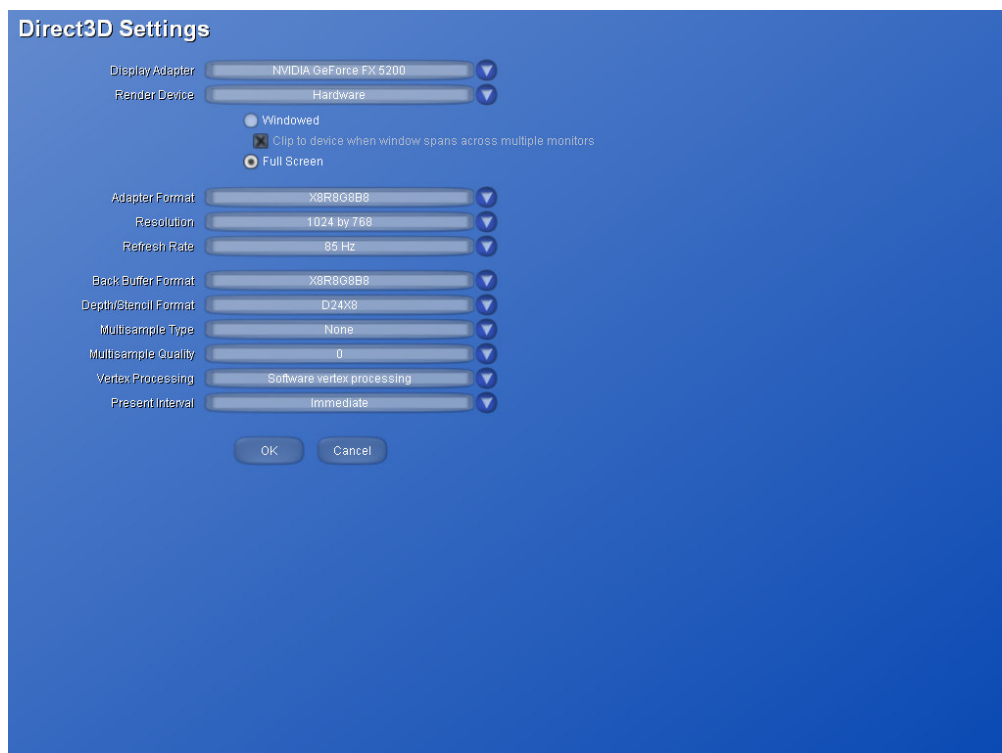 Direct3D Settings
Display Adapter NVIDIA GeForce FX 5200
Render Device Hardware
Windowed
Clip to device when window spans across multiple monitors
Full Screen
Adapter Format X8R8G8B8
Resolution 1024 by 768
Refresh Rate 85 Hz
Back Buffer Format X8R8G8B8
Depth/Stencil Format D24X8
Multisample Type None
Multisample Quality 0
Vertex Processing Software vertex processing
Present Interval Immediate
OK Cancel